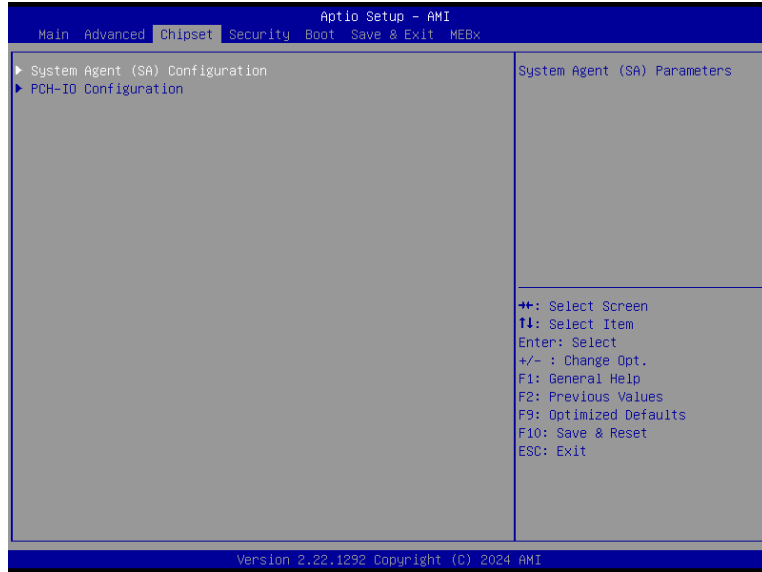 Aptio Setup – AMI
Main Advanced Chipset Security Boot Save & Exit MEBx
▶ System Agent (SA) Configuration
▶ PCH-IO Configuration
System Agent (SA) Parameters
→←: Select Screen
↑↓: Select Item
Enter: Select
+/- : Change Opt.
F1: General Help
F2: Previous Values
F9: Optimized Defaults
F10: Save & Reset
ESC: Exit
Version 2.22.1292 Copyright (C) 2024 AMI